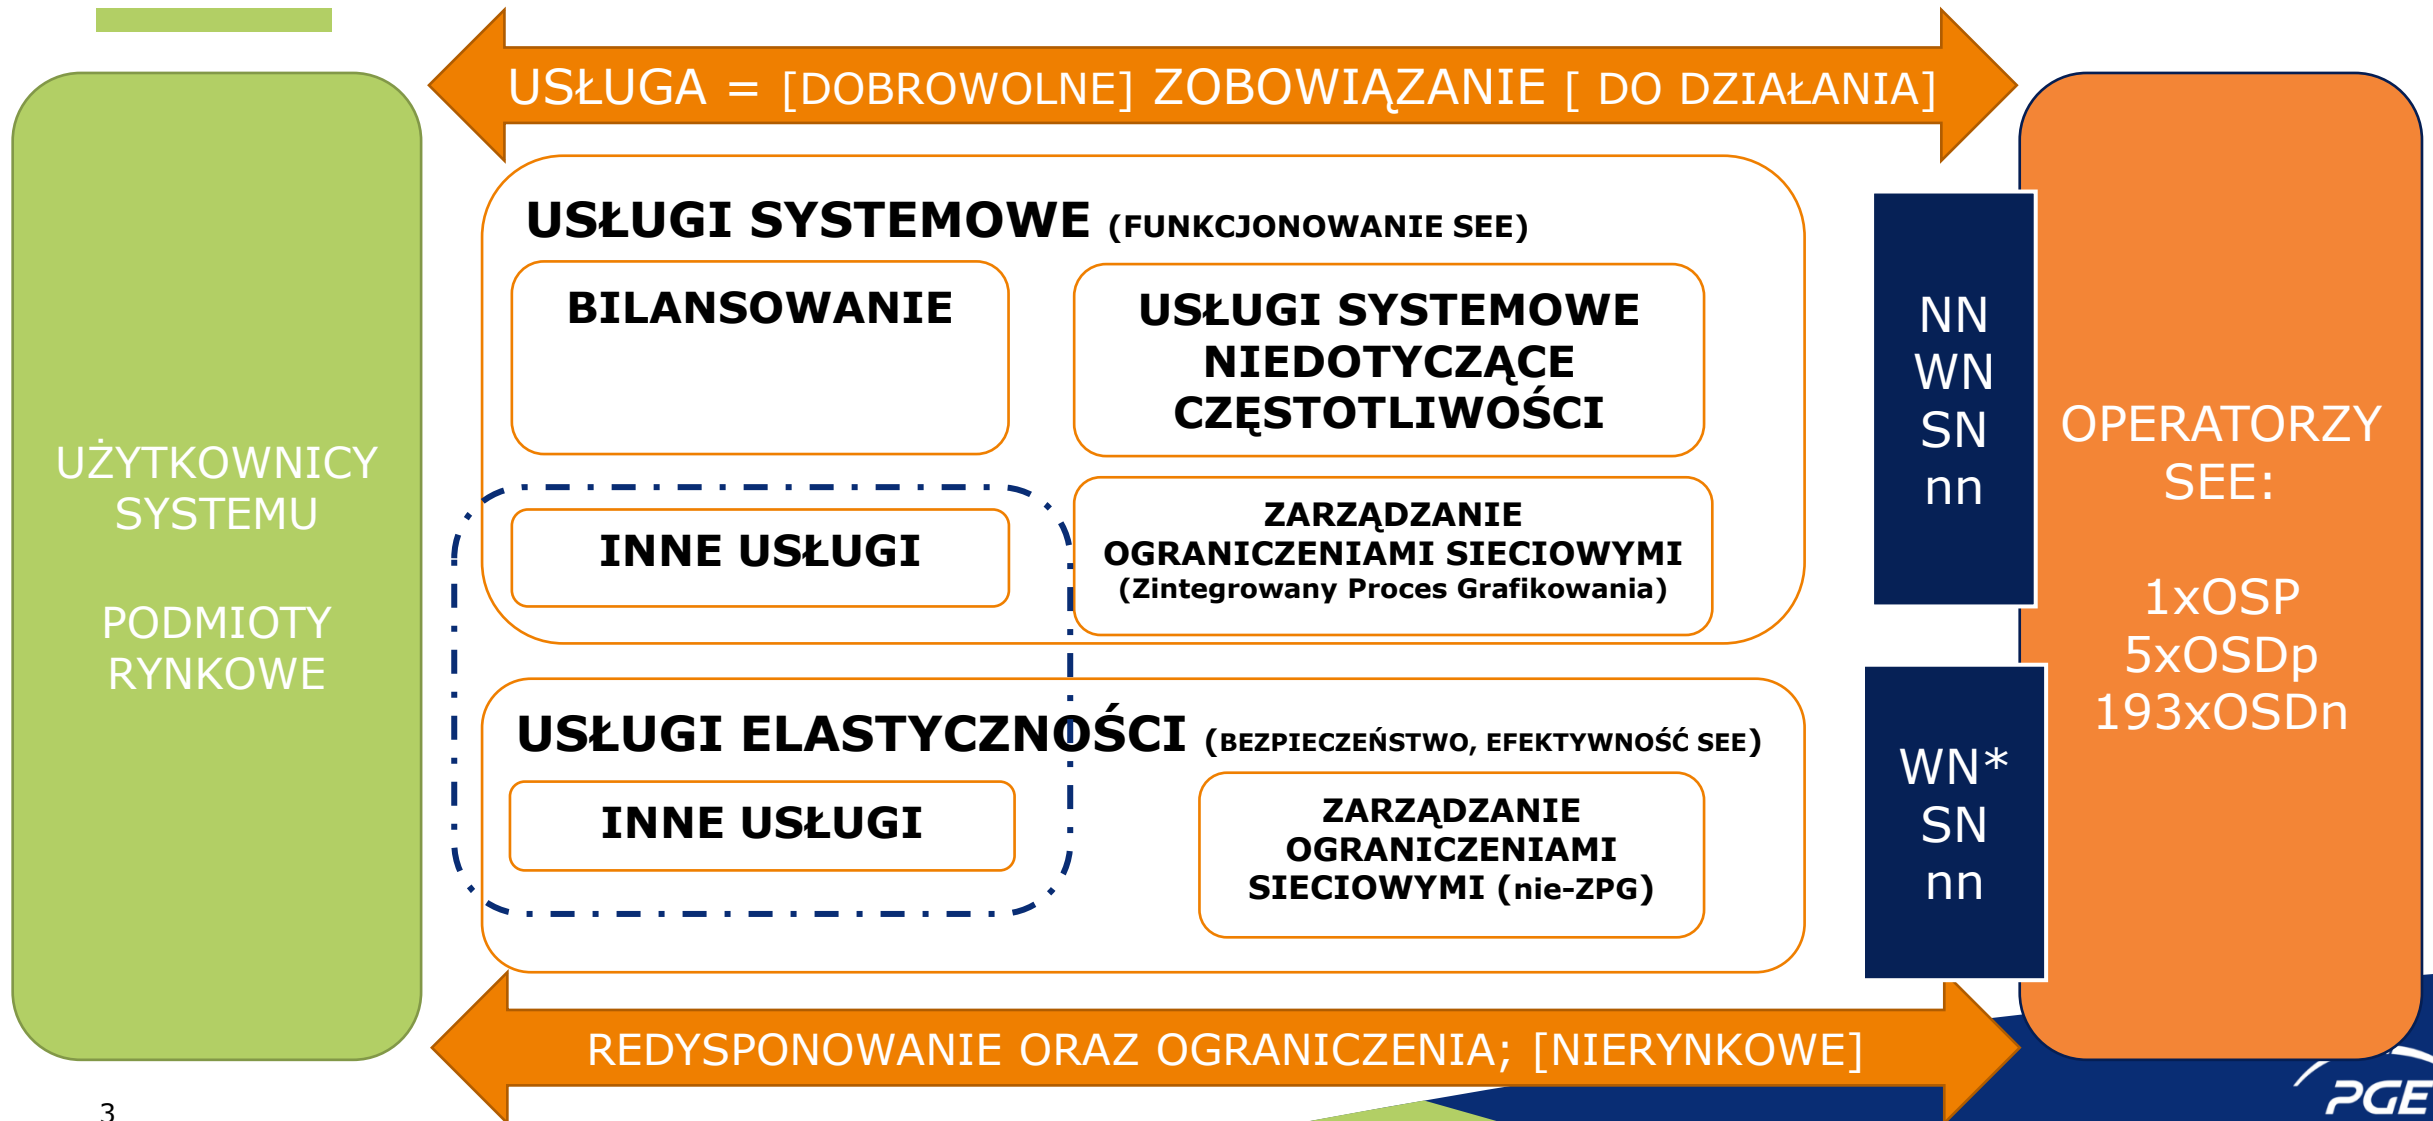 USŁUGA = [DOBROWOLNE] ZOBOWIĄZANIE [ DO DZIAŁANIA]
UŻYTKOWNICY
SYSTEMU
PODMIOTY
RYNKOWE
USŁUGI SYSTEMOWE (FUNKCJONOWANIE SEE)
BILANSOWANIE
USŁUGI SYSTEMOWE
NIEDOTYCZĄCE
CZĘSTOTLIWOŚCI
INNE USŁUGI
ZARZĄDZANIE
OGRANICZENIAMI SIECIOWYMI
(Zintegrowany Proces Grafikowania)
USŁUGI ELASTYCZNOŚCI (BEZPIECZEŃSTWO, EFEKTYWNOŚĆ SEE)
INNE USŁUGI
ZARZĄDZANIE
OGRANICZENIAMI
SIECIOWYMI (nie-ZPG)
NN
WN
SN
nn
WN*
SN
nn
OPERATORZY
SEE:
1xOSP
5xOSDp
193xOSDn
REDYSPONOWANIE ORAZ OGRANICZENIA; [NIERYNKOWE]
3
PGE